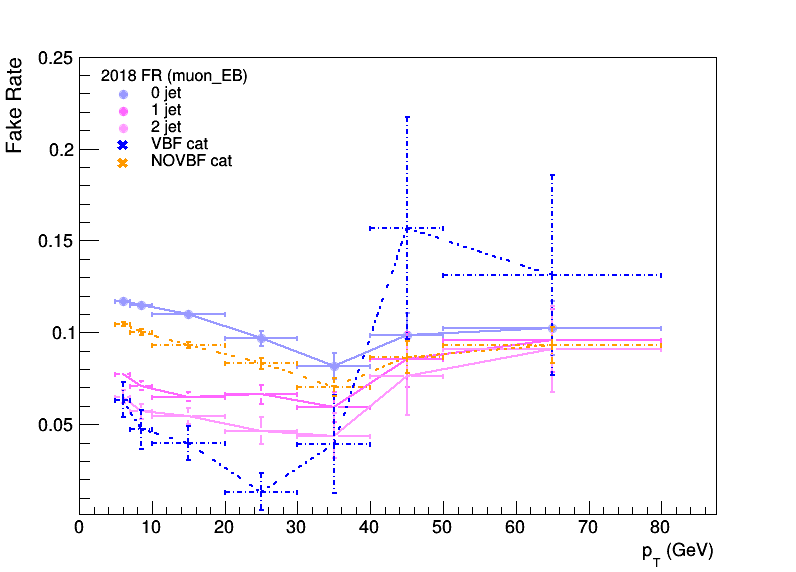 0.25
Fake Rate
2018 FR (muon_EB)
0 jet
1 jet
2 jet
VBF cat
NOVBF cat
0.2
0.15
0.1
0.05
0 10 20 30 40 50 60 70 80
p_T (GeV)